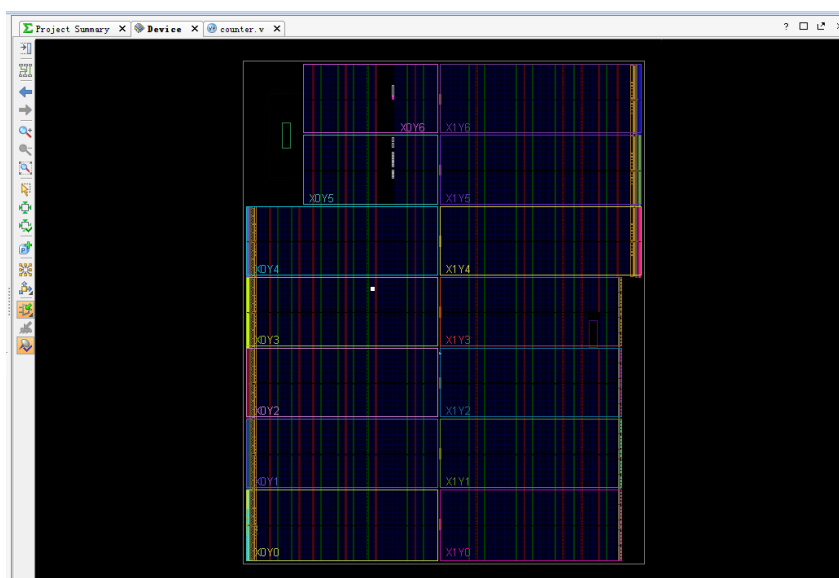 Project Summary Device counter.v
X0Y6 X1Y6
X0Y5 X1Y5
X0Y4 X1Y4
X0Y3 X1Y3
X0Y2 X1Y2
X0Y1 X1Y1
X0Y0 X1Y0